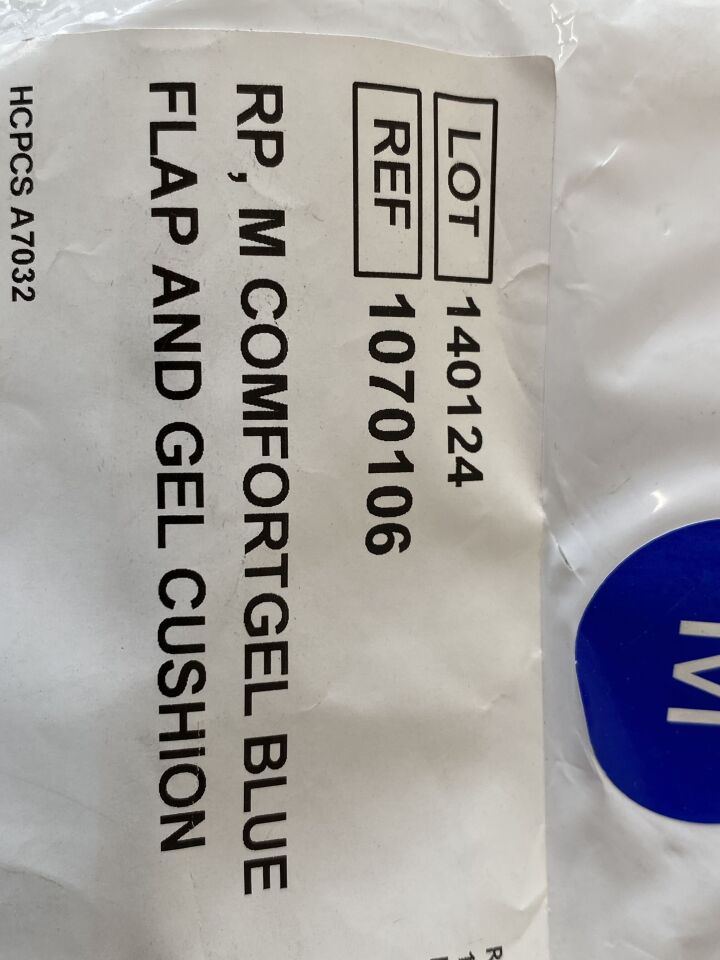 LOT 140124
REF 1070106
RP, M COMFORTGEL BLUE
FLAP AND GEL CUSHION
HCPCS A7032
M